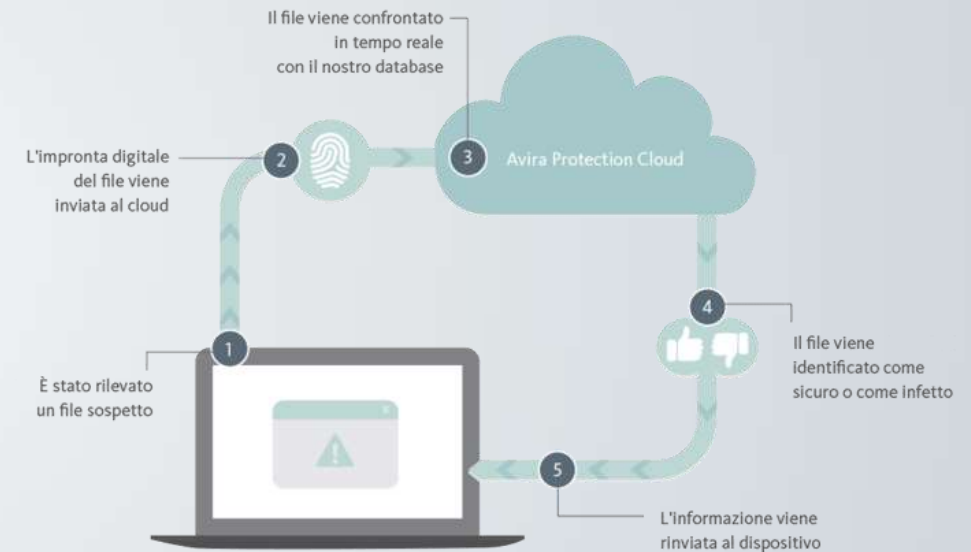 Il file viene confrontato
in tempo reale
con il nostro database
L'impronta digitale
del file viene
inviata al cloud
2
3
Avira Protection Cloud
4
1
Il file viene
identificato come
sicuro o come infetto
È stato rilevato
un file sospetto
5
L'informazione viene
rinviata al dispositivo